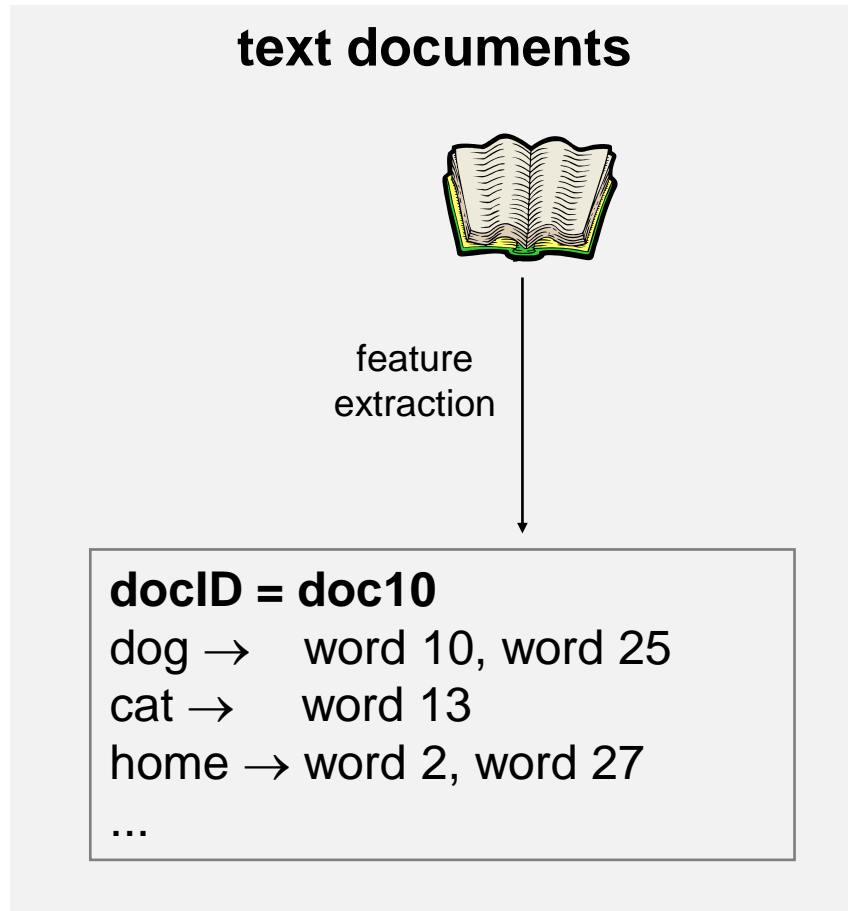 text documents
feature
extraction
docID = doc10
dog → word 10, word 25
cat → word 13
home → word 2, word 27
...